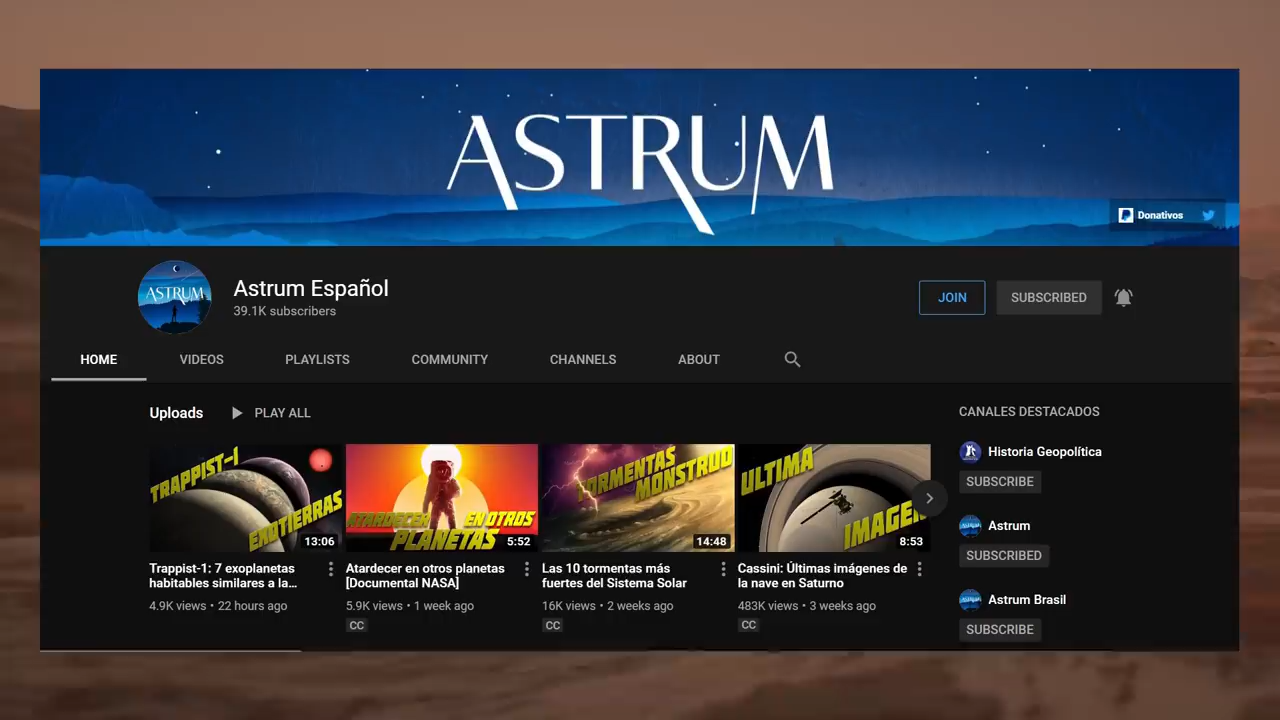 ASTRUM
Donativos
ASTRUM
Astrum Español
39.1K subscribers
JOIN
SUBSCRIBED
HOME
VIDEOS
PLAYLISTS
COMMUNITY
CHANNELS
ABOUT
Uploads
PLAY ALL
TRAPPIST-1
EXOTIERRAS
13:06
Trappist-1: 7 exoplanetas
habitables similares a la...
4.9K views • 22 hours ago
ATARDECER EN OTROS
PLANETAS
5:52
Atardecer en otros planetas
[Documental NASA]
5.9K views • 1 week ago
CC
TORMENTAS
MONSTRUO
14:48
Las 10 tormentas más
fuertes del Sistema Solar
16K views • 2 weeks ago
CC
ULTIMA
IMAGEN
8:53
Cassini: Últimas imágenes de
la nave en Saturno
483K views • 3 weeks ago
CC
CANALES DESTACADOS
Historia Geopolítica
SUBSCRIBE
Astrum
SUBSCRIBED
Astrum Brasil
SUBSCRIBE